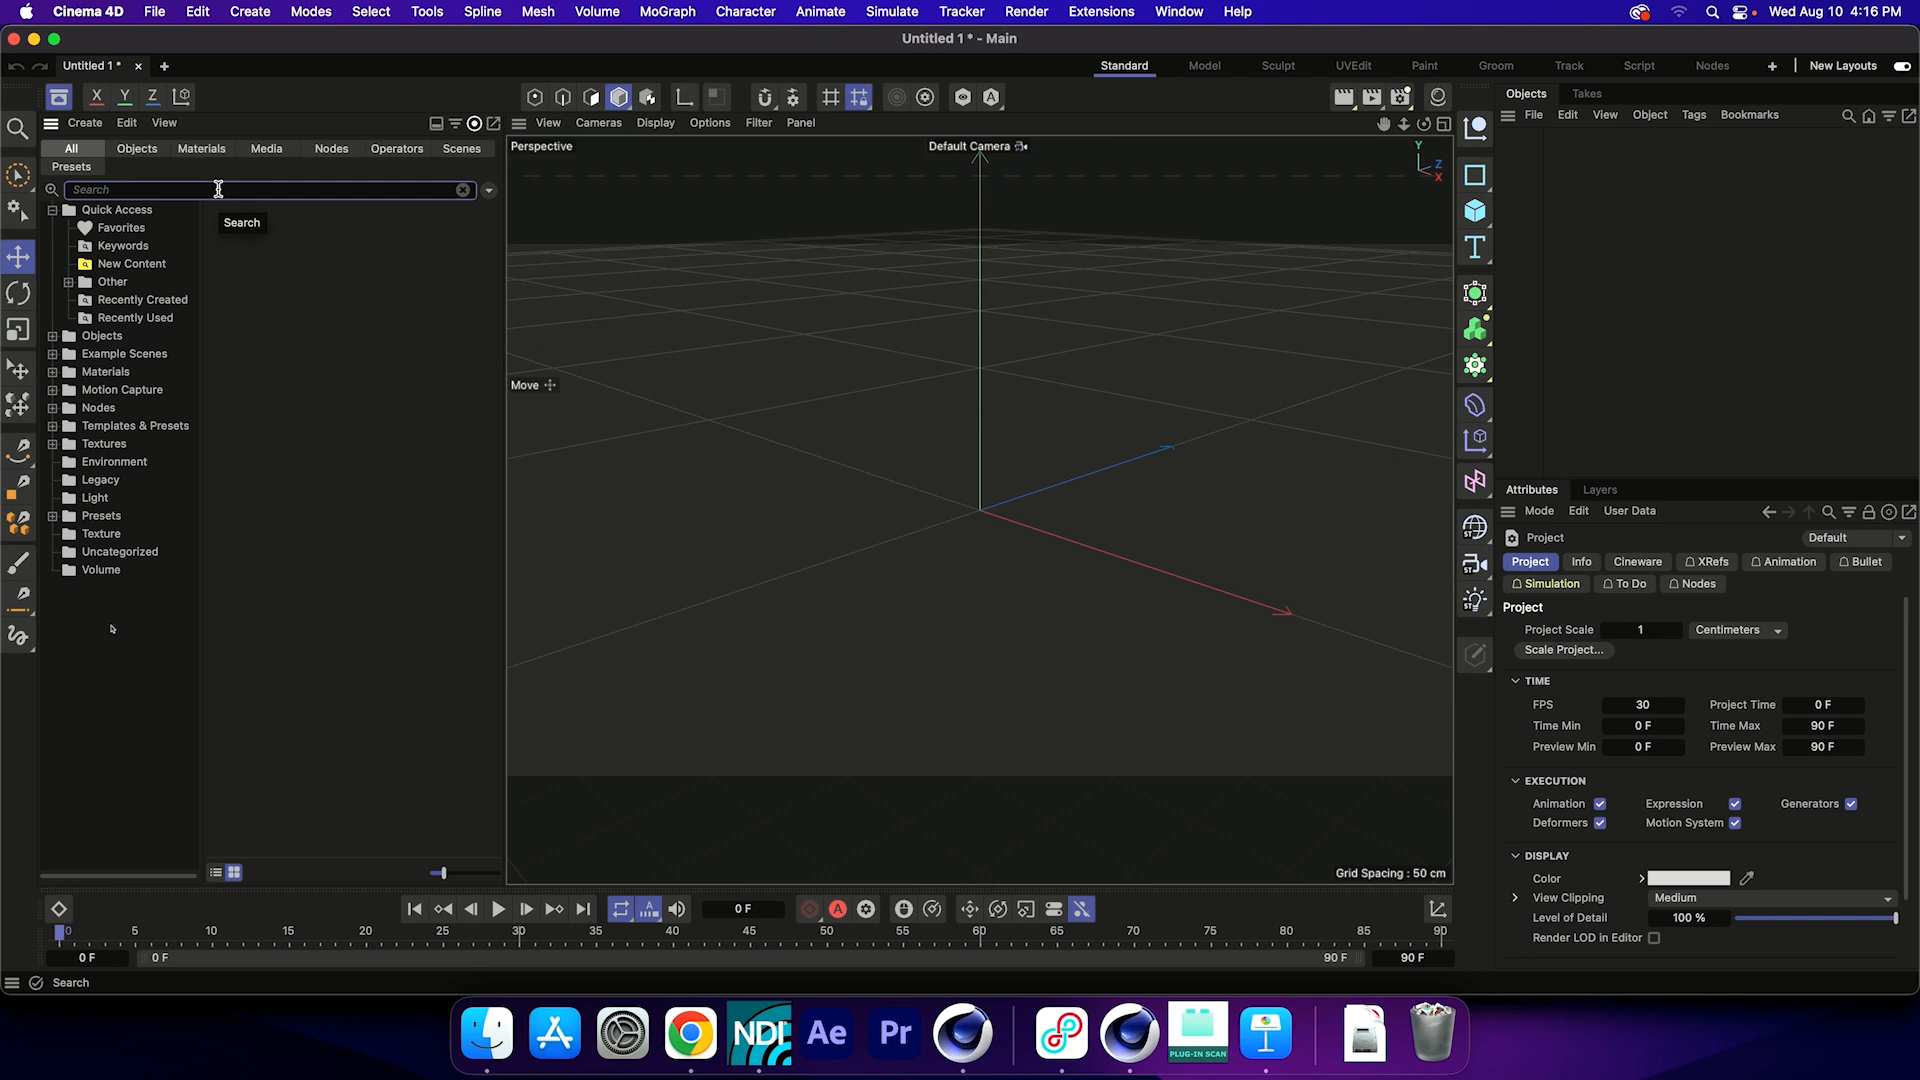 Cinema 4D File Edit Create Modes Select Tools Spline Mesh Volume MoGraph Character Animate Simulate Tracker Render Extensions Window Help Wed Aug 10 4:16 PM
Untitled 1 * - Main
Untitled 1 * Standard Model Sculpt UVEdit Paint Groom Track Script Nodes New Layouts
X Y Z A
Objects Takes
File Edit View Object Tags Bookmarks
Create Edit View
View Cameras Display Options Filter Panel
All Objects Materials Media Nodes Operators Scenes
Presets
Search
Search
Quick Access
Favorites
Keywords
New Content
Other
Recently Created
Recently Used
Objects
Example Scenes
Materials
Motion Capture
Nodes
Templates & Presets
Textures
Environment
Legacy
Light
Presets
Texture
Uncategorized
Volume
Perspective
Default Camera
Y
Z
X
Move
Grid Spacing : 50 cm
T
ST
ST
ST
Attributes Layers
Mode Edit User Data
Project Default
Project Info Cineware XRefs Animation Bullet
Simulation To Do Nodes
Project
Project Scale 1 Centimeters
Scale Project...
TIME
FPS 30 Project Time 0 F
Time Min 0 F Time Max 90 F
Preview Min 0 F Preview Max 90 F
EXECUTION
Animation Expression Generators
Deformers Motion System
DISPLAY
Color
View Clipping Medium
Level of Detail 100 %
Render LOD in Editor
0 F A
0 5 10 15 20 25 30 35 40 45 50 55 60 65 70 75 80 85 90
0 F 0 F 90 F 90 F
Search
NDI Ae Pr PLUG-IN SCAN